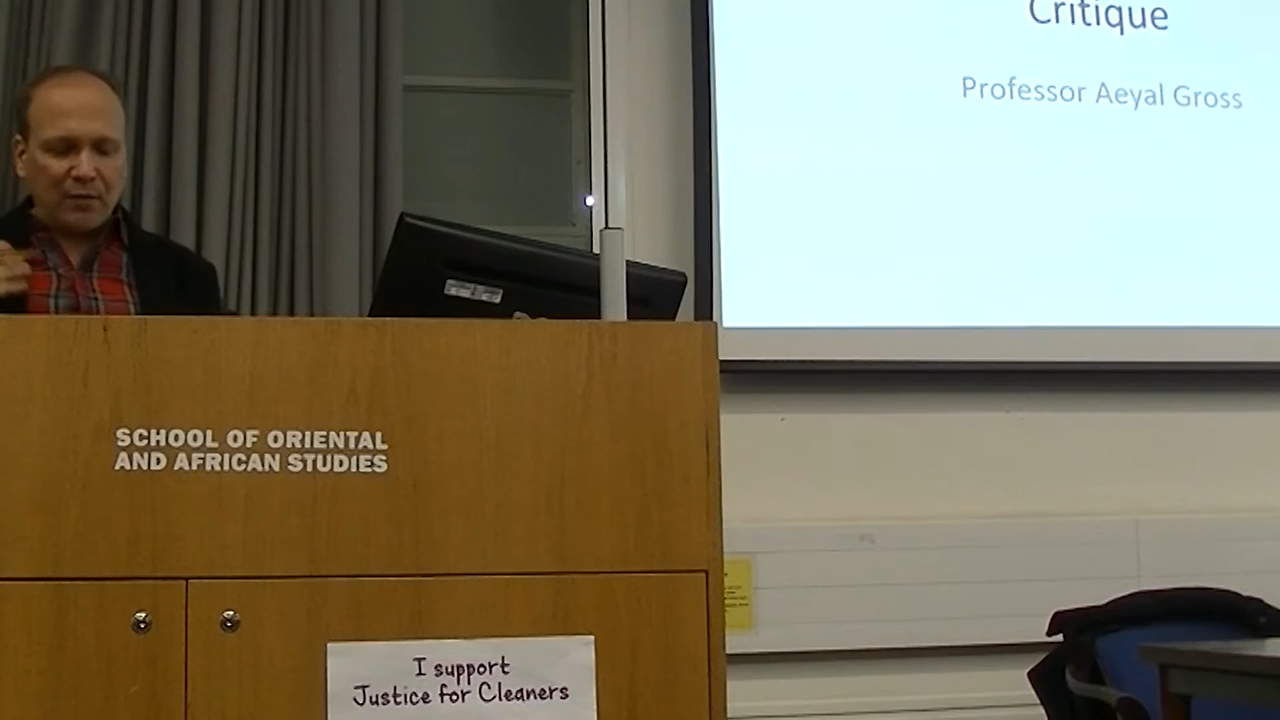 Critique
Professor Aeyal Gross
SCHOOL OF ORIENTAL
AND AFRICAN STUDIES
I support
Justice for Cleaners